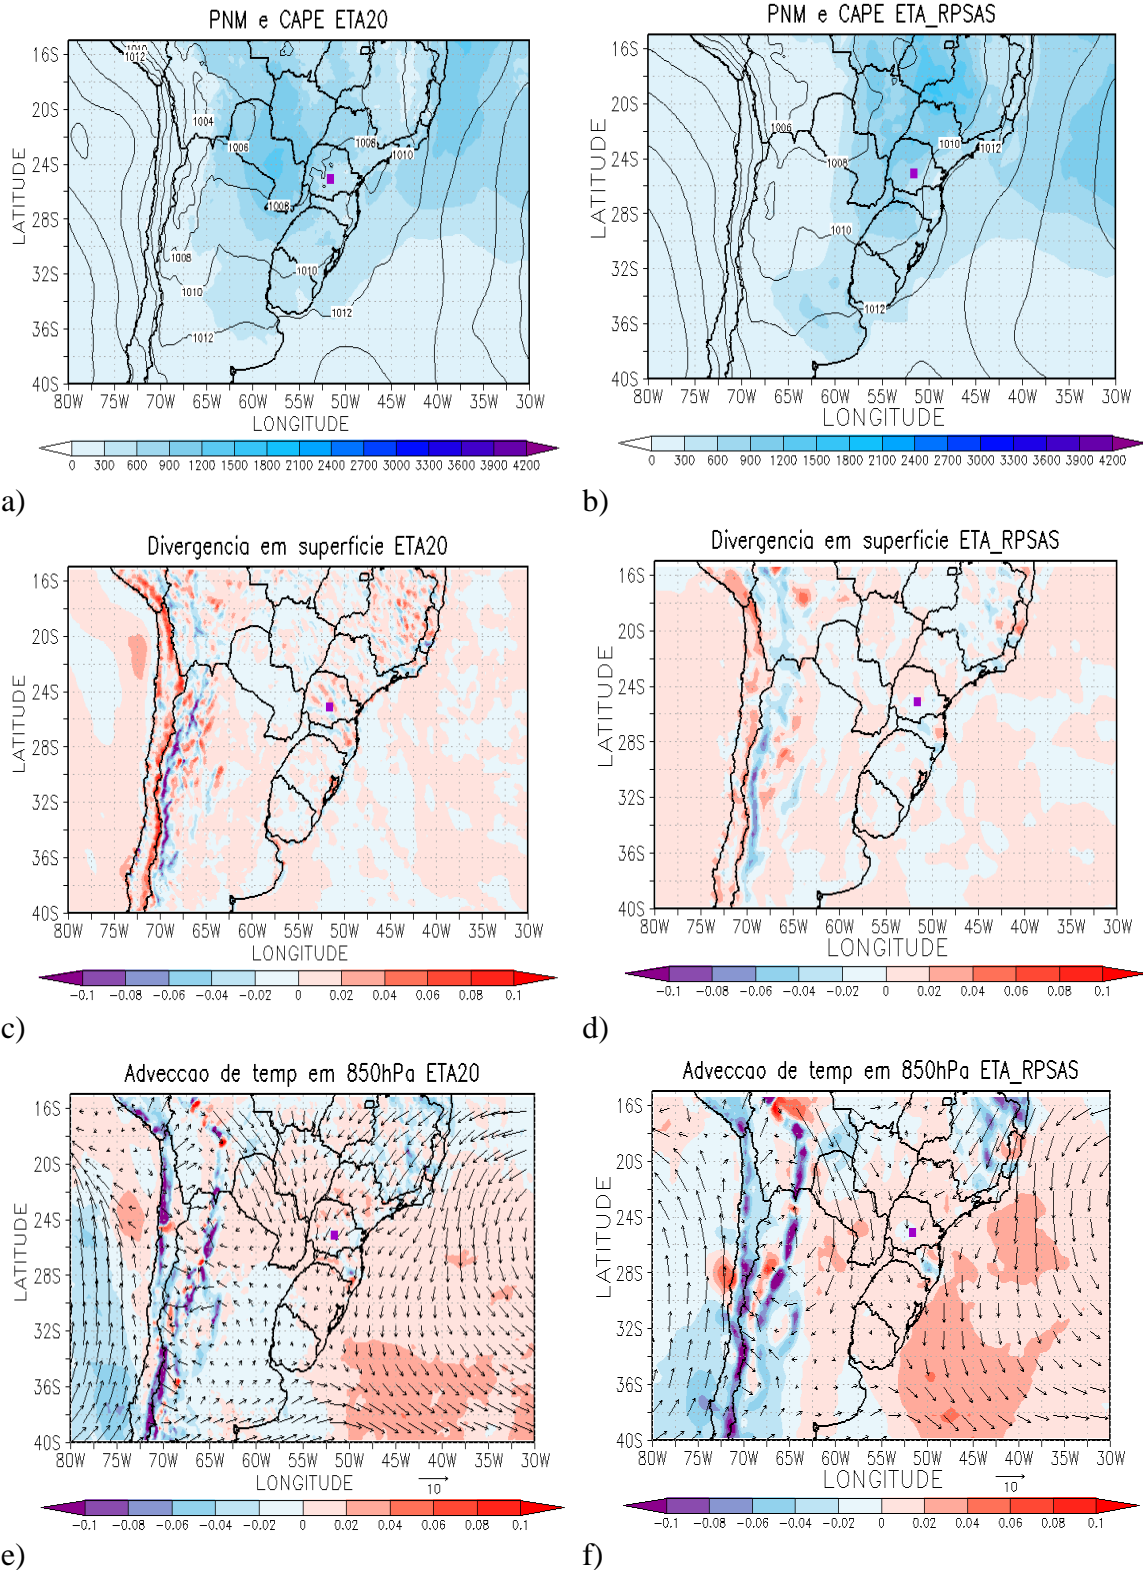 PNM e CAPE ETA20
PNM e CAPE ETA_RPSAS
16S
20S
24S
28S
32S
36S
40S
LATITUDE
1010
1012
1004
1006
1008
1010
1008
1008
1010
1010
1012
1012
80W 75W 70W 65W 60W 55W 50W 45W 40W 35W 30W
LONGITUDE
0 300 600 900 1200 1500 1800 2100 2400 2700 3000 3300 3600 3900 4200
16S
20S
24S
28S
32S
36S
40S
LATITUDE
1006
1008
1010
1012
1010
1012
80W 75W 70W 65W 60W 55W 50W 45W 40W 35W 30W
LONGITUDE
0 300 600 900 1200 1500 1800 2100 2400 2700 3000 3300 3600 3900 4200
a)
b)
Divergencia em superficie ETA20
Divergencia em superficie ETA_RPSAS
16S
20S
24S
28S
32S
36S
40S
LATITUDE
80W 75W 70W 65W 60W 55W 50W 45W 40W 35W 30W
LONGITUDE
-0.1 -0.08 -0.06 -0.04 -0.02 0 0.02 0.04 0.06 0.08 0.1
16S
20S
24S
28S
32S
36S
40S
LATITUDE
80W 75W 70W 65W 60W 55W 50W 45W 40W 35W 30W
LONGITUDE
-0.1 -0.08 -0.06 -0.04 -0.02 0 0.02 0.04 0.06 0.08 0.1
c)
d)
Adveccao de temp em 850hPa ETA20
Adveccao de temp em 850hPa ETA_RPSAS
16S
20S
24S
28S
32S
36S
40S
LATITUDE
80W 75W 70W 65W 60W 55W 50W 45W 40W 35W 30W
LONGITUDE
10
-0.1 -0.08 -0.06 -0.04 -0.02 0 0.02 0.04 0.06 0.08 0.1
16S
20S
24S
28S
32S
36S
40S
LATITUDE
80W 75W 70W 65W 60W 55W 50W 45W 40W 35W 30W
LONGITUDE
10
-0.1 -0.08 -0.06 -0.04 -0.02 0 0.02 0.04 0.06 0.08 0.1
e)
f)